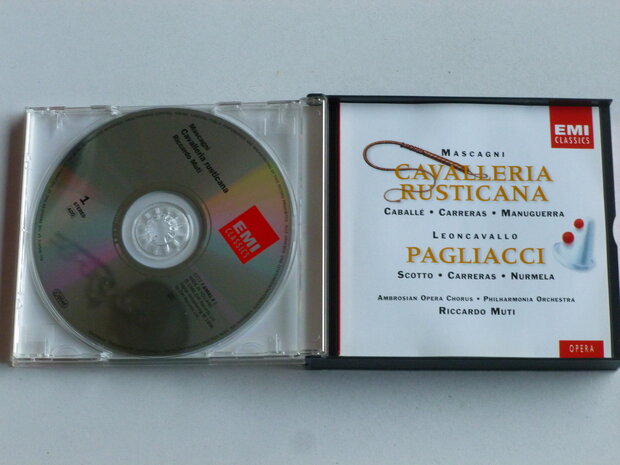 Mascagni
Cavalleria rusticana
Riccardo Muti
1
STEREO
EMI
CLASSICS
EMI
CLASSICS
MASCAGNI
CAVALLERIA
RUSTICANA
CABALLÉ • CARRERAS • MANUGUERRA
LEONCAVALLO
PAGLIACCI
SCOTTO • CARRERAS • NURMELA
AMBROSIAN OPERA CHORUS • PHILHARMONIA ORCHESTRA
RICCARDO MUTI
OPERA